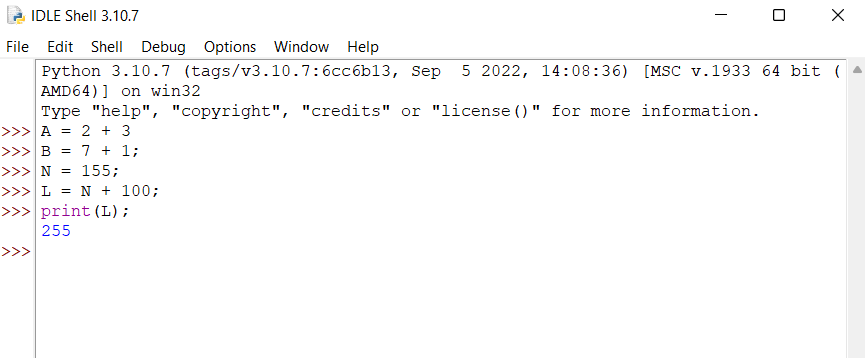 IDLE Shell 3.10.7
File Edit Shell Debug Options Window Help
Python 3.10.7 (tags/v3.10.7:6cc6b13, Sep  5 2022, 14:08:36) [MSC v.1933 64 bit (
AMD64)] on win32
Type "help", "copyright", "credits" or "license()" for more information.
>>> A = 2 + 3
>>> B = 7 + 1;
>>> N = 155;
>>> L = N + 100;
>>> print(L);
255
>>>